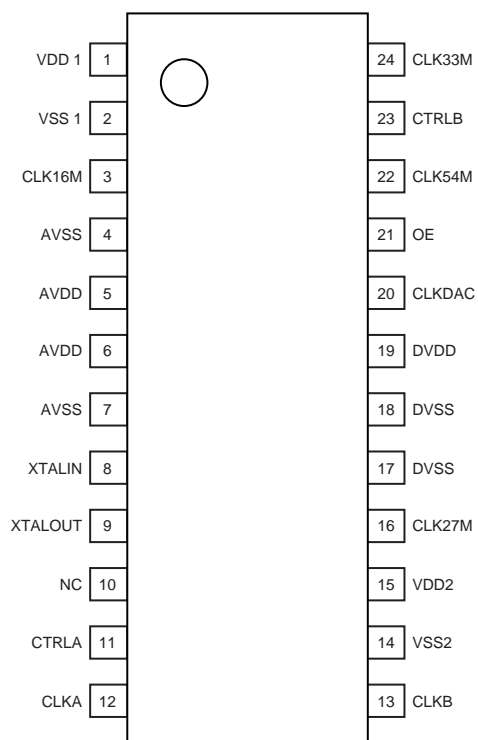 VDD 1 1 24 CLK33M
VSS 1 2 23 CTRLB
CLK16M 3 22 CLK54M
AVSS 4 21 OE
AVDD 5 20 CLKDAC
AVDD 6 19 DVDD
AVSS 7 18 DVSS
XTALIN 8 17 DVSS
XTALOUT 9 16 CLK27M
NC 10 15 VDD2
CTRLA 11 14 VSS2
CLKA 12 13 CLKB